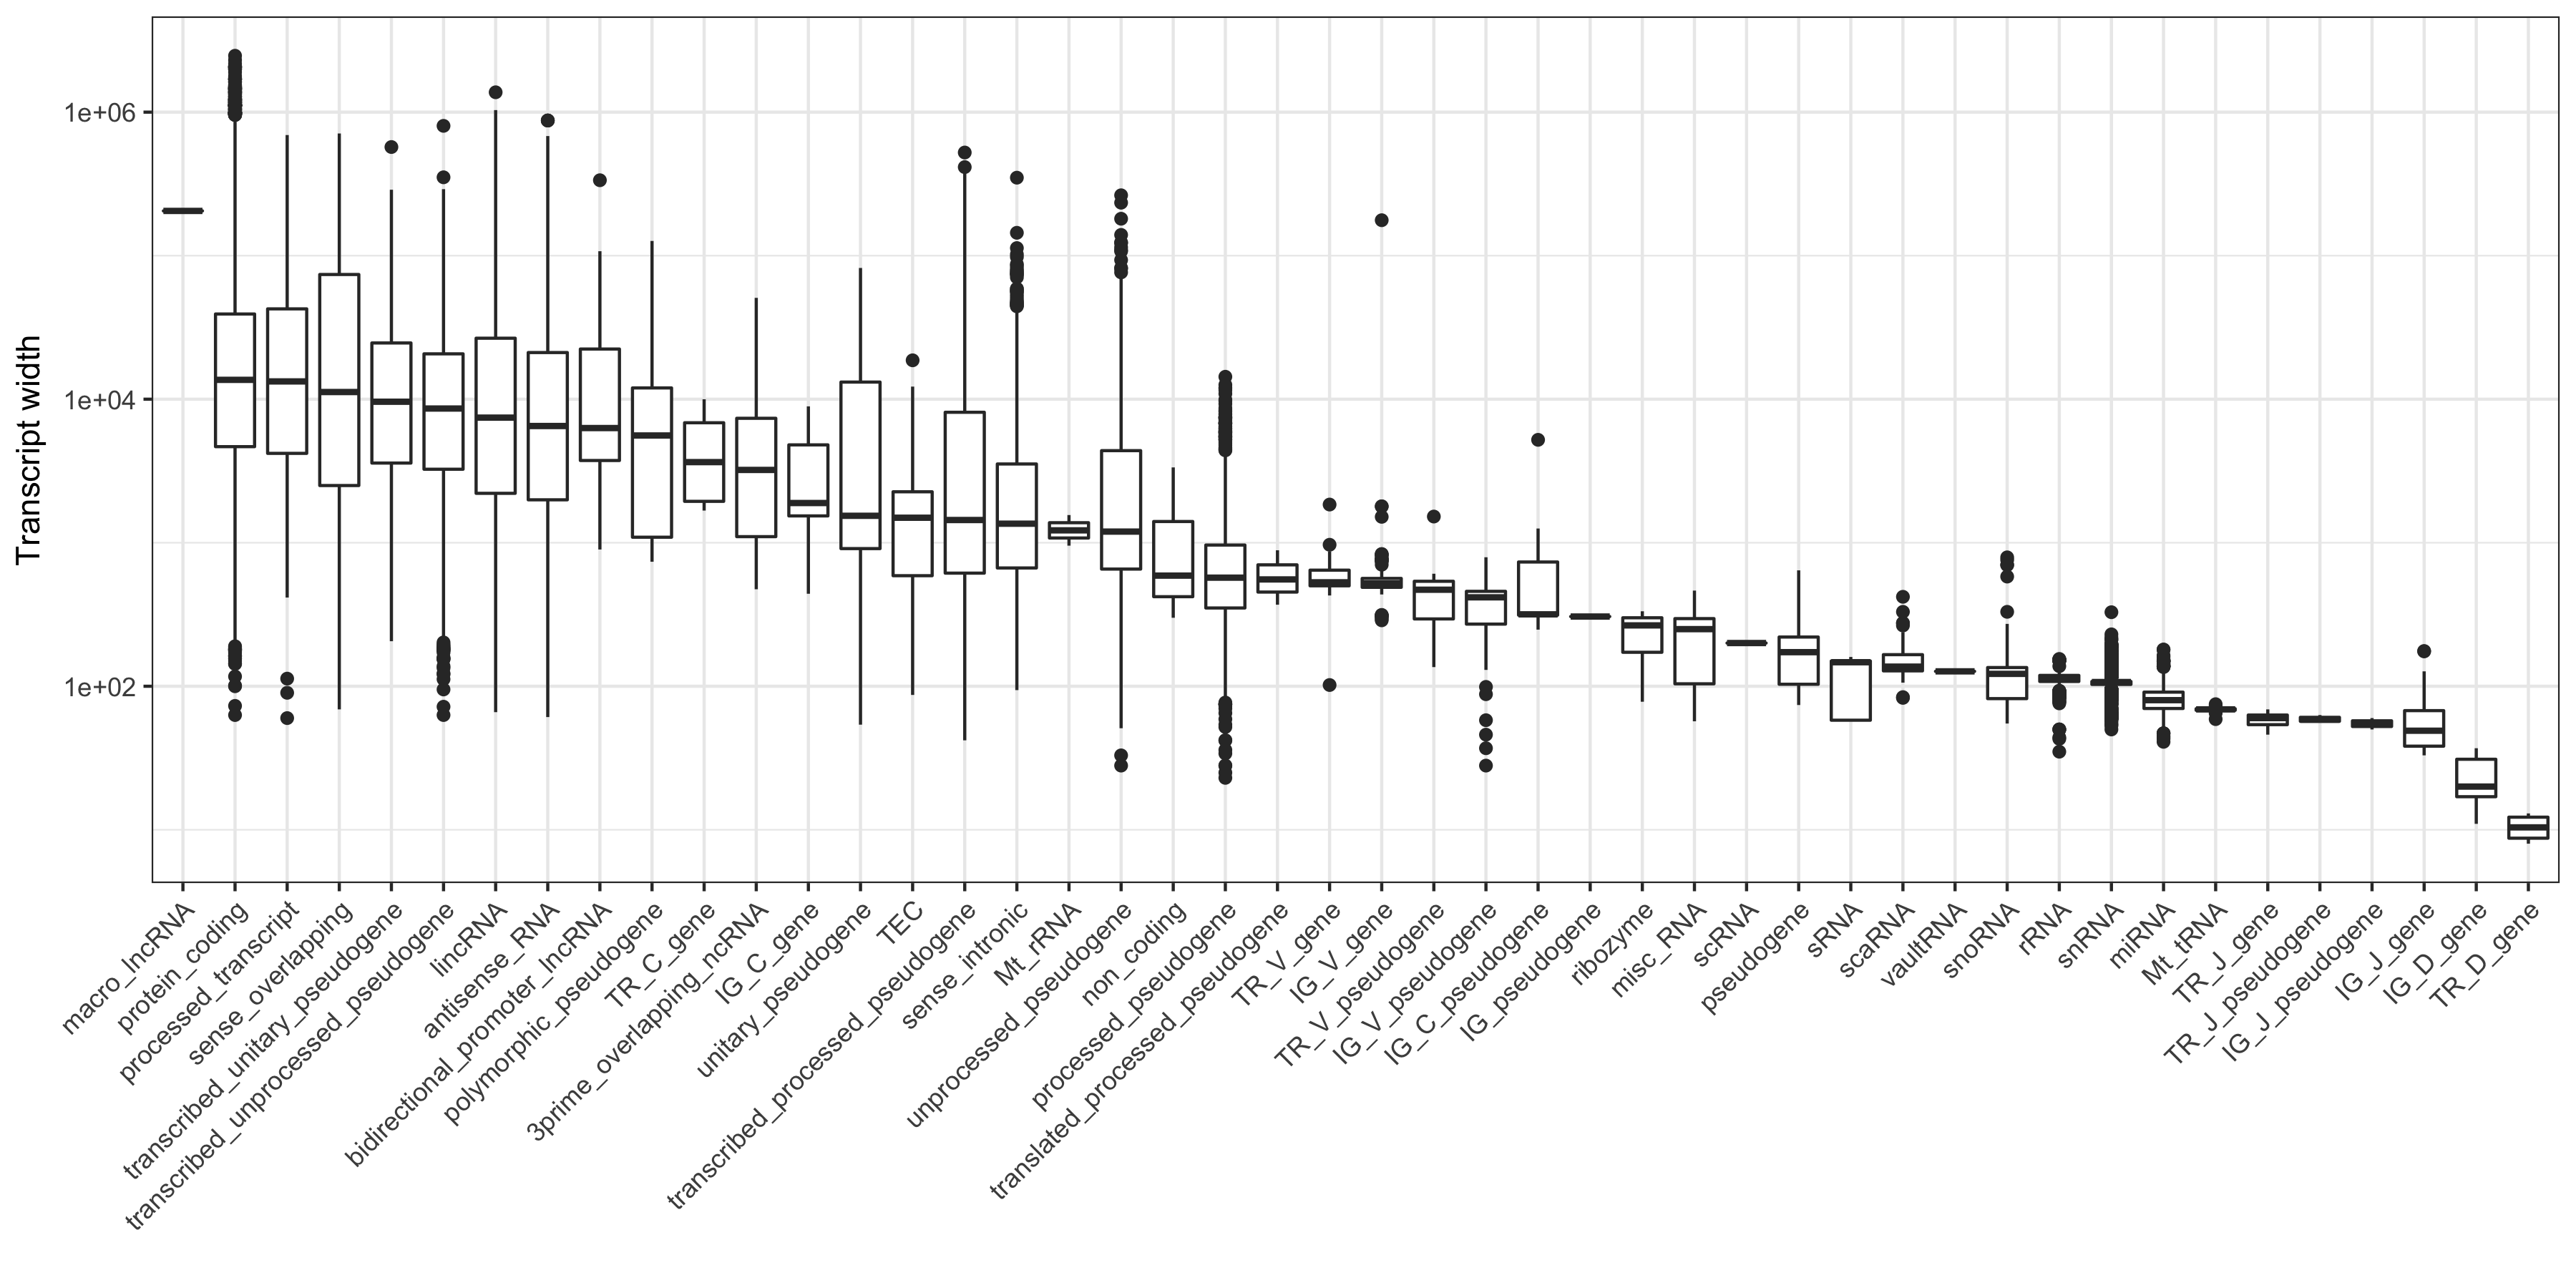 Transcript width
1e+06
1e+04
1e+02
macro_lncRNA
protein_coding
processed_transcript
sense_overlapping
transcribed_unitary_pseudogene
transcribed_unprocessed_pseudogene
lincRNA
antisense_RNA
bidirectional_promoter_lncRNA
polymorphic_pseudogene
TR_C_gene
3prime_overlapping_ncRNA
IG_C_gene
unitary_pseudogene
TEC
transcribed_processed_pseudogene
sense_intronic
Mt_rRNA
unprocessed_pseudogene
non_coding
processed_pseudogene
translated_processed_pseudogene
TR_V_gene
IG_V_gene
TR_V_pseudogene
IG_V_pseudogene
IG_C_pseudogene
IG_pseudogene
ribozyme
misc_RNA
scRNA
pseudogene
sRNA
scaRNA
vaultRNA
snoRNA
rRNA
snRNA
miRNA
Mt_tRNA
TR_J_gene
TR_J_pseudogene
IG_J_pseudogene
IG_J_gene
IG_D_gene
TR_D_gene